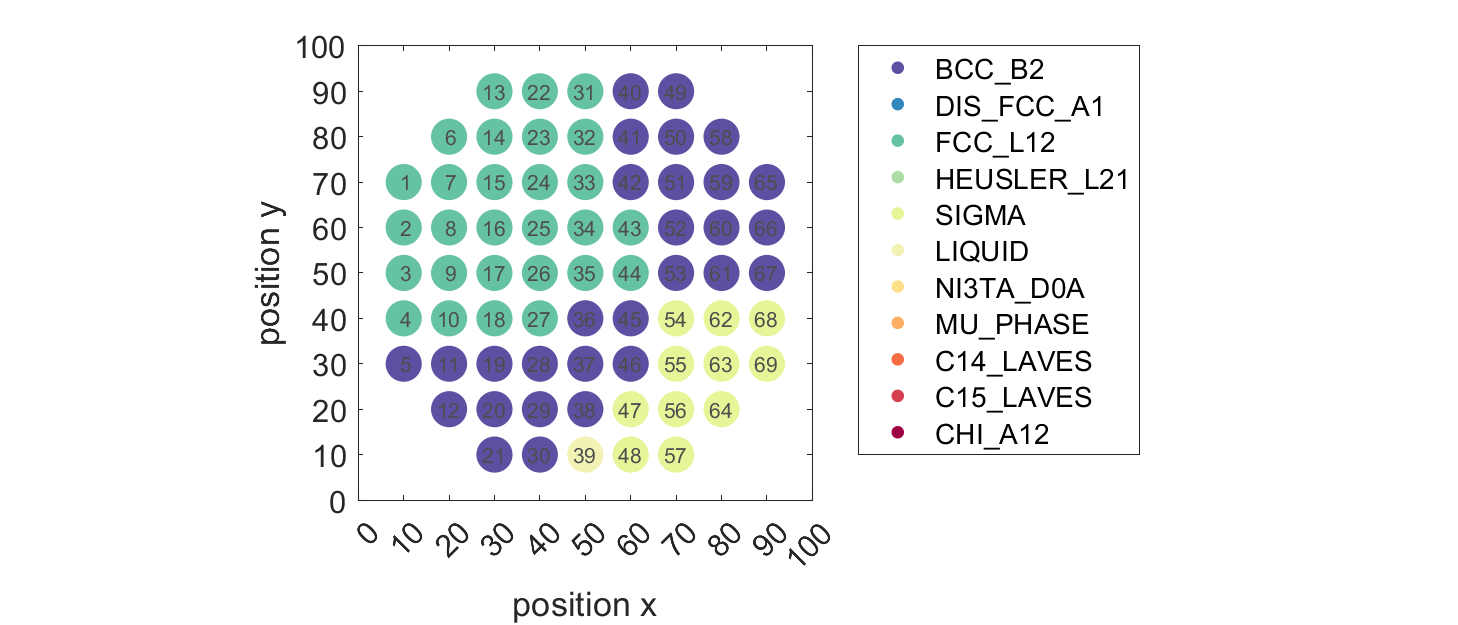 100
90
80
70
60
50
40
30
20
10
0
position y
13 22 31 40 49
6 14 23 32 41 50 58
1 7 15 24 33 42 51 59 65
2 8 16 25 34 43 52 60 66
3 9 17 26 35 44 53 61 67
4 10 18 27 36 45 54 62 68
5 11 19 28 37 46 55 63 69
12 20 29 38 47 56 64
21 30 39 48 57
0 10 20 30 40 50 60 70 80 90 100
position x
BCC_B2
DIS_FCC_A1
FCC_L12
HEUSLER_L21
SIGMA
LIQUID
NI3TA_D0A
MU_PHASE
C14_LAVES
C15_LAVES
CHI_A12